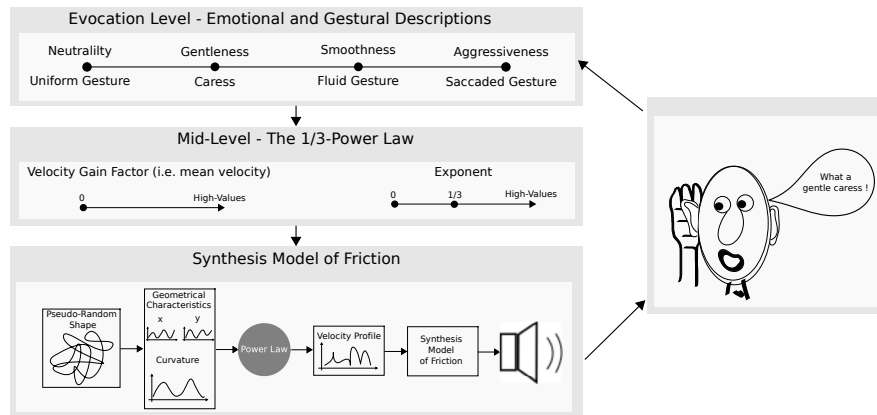 Evocation Level - Emotional and Gestural Descriptions
Neutralilty Gentleness Smoothness Aggressiveness
Uniform Gesture Caress Fluid Gesture Saccaded Gesture
Mid-Level - The 1/3-Power Law
Velocity Gain Factor (i.e. mean velocity)
0 High-Values
Exponent
0 1/3 High-Values
Synthesis Model of Friction
Pseudo-Random
Shape
Geometrical
Characteristics
x y
Curvature
Power Law
Velocity Profile
Synthesis
Model
of Friction
What a
gentle caress !